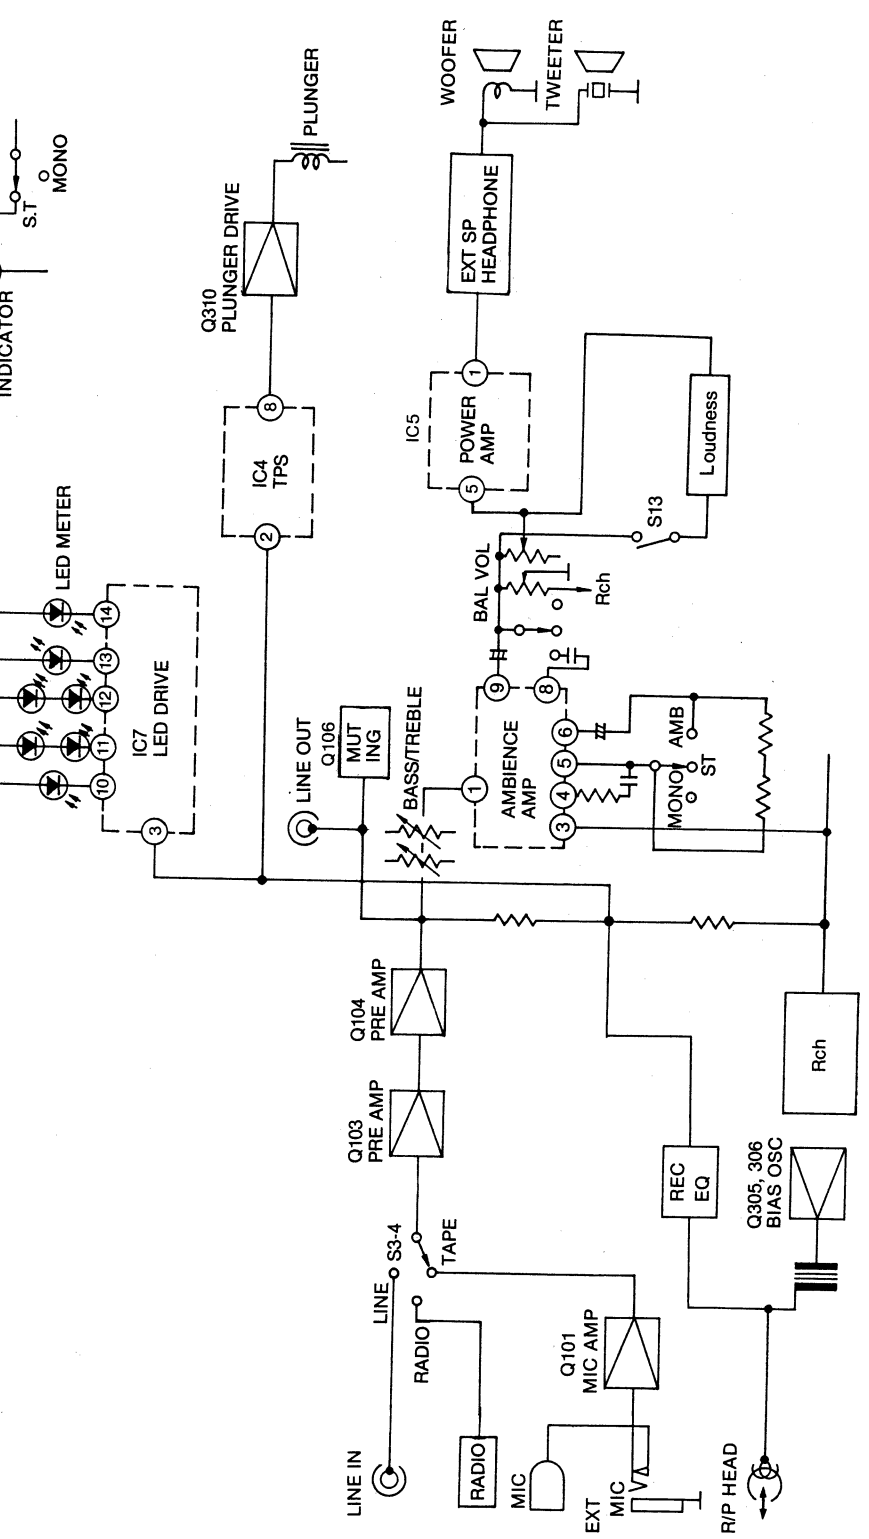 S.T
MONO
INDICATOR
LED METER
14
13
12
11
10
IC7
LED DRIVE
3
Q310
PLUNGER DRIVE
PLUNGER
8
IC4
TPS
2
WOOFER
TWEETER
EXT SP
HEADPHONE
1
IC5
POWER
AMP
5
Loudness
S13
BAL VOL
Rch
9
8
AMBIENCE
AMP
1
6
5
4
3
AMB
ST
MONO
LINE OUT
Q106
MUT
ING
BASS/TREBLE
Q104
PRE AMP
Q103
PRE AMP
S3-4
LINE
TAPE
RADIO
LINE IN
RADIO
MIC
EXT
MIC
Q101
MIC AMP
REC
EQ
Rch
Q305, 306
BIAS OSC
R/P HEAD